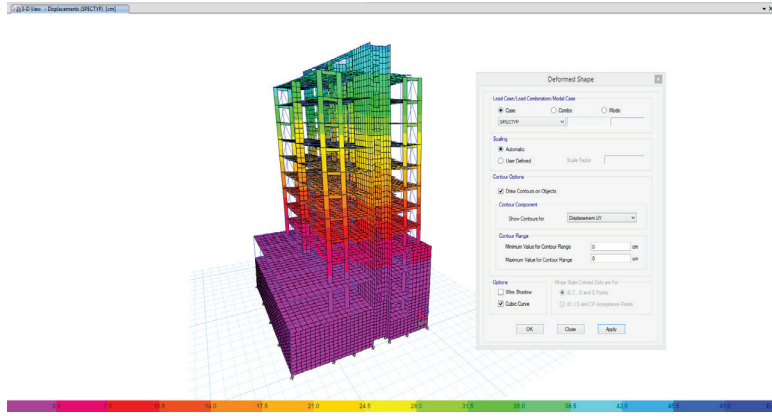 3-D View - Displacements (SPECTYP) [cm]
Deformed Shape
Load Case/Load Combination/Modal Case
Case
Combo
Mode
SPECTYP
Scaling
Automatic
User Defined
Scale Factor
Contour Options
Draw Contours on Objects
Contour Component
Show Contours for
Displacement UY
Contour Range
Minimum Value for Contour Range
0
cm
Maximum Value for Contour Range
0
cm
Options
Wire Shadow
Cubic Curve
Hinge State Colored Dots are For
B, C, D and E Points
IO, LS and CP Acceptance Points
OK
Close
Apply
3.5 7.0 10.5 14.0 17.5 21.0 24.5 28.0 31.5 35.0 38.5 42.0 45.5